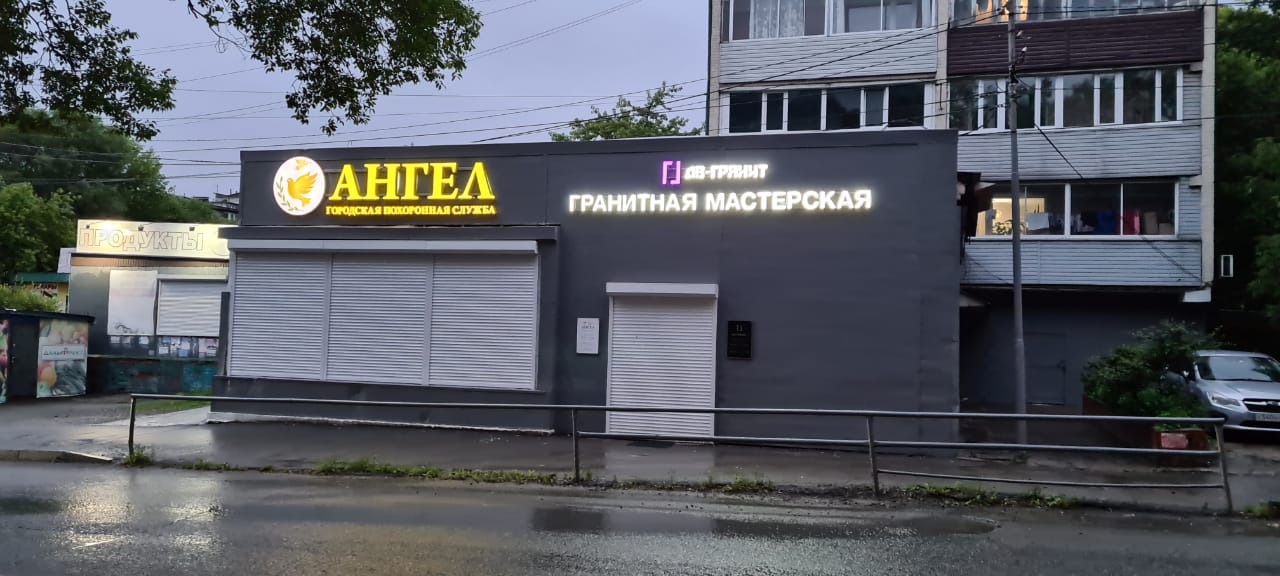 АНГЕЛ
ГОРОДСКАЯ ПОХОРОННАЯ СЛУЖБА
ДВ-ГРАНИТ
ГРАНИТНАЯ МАСТЕРСКАЯ
ПРОДУКТЫ